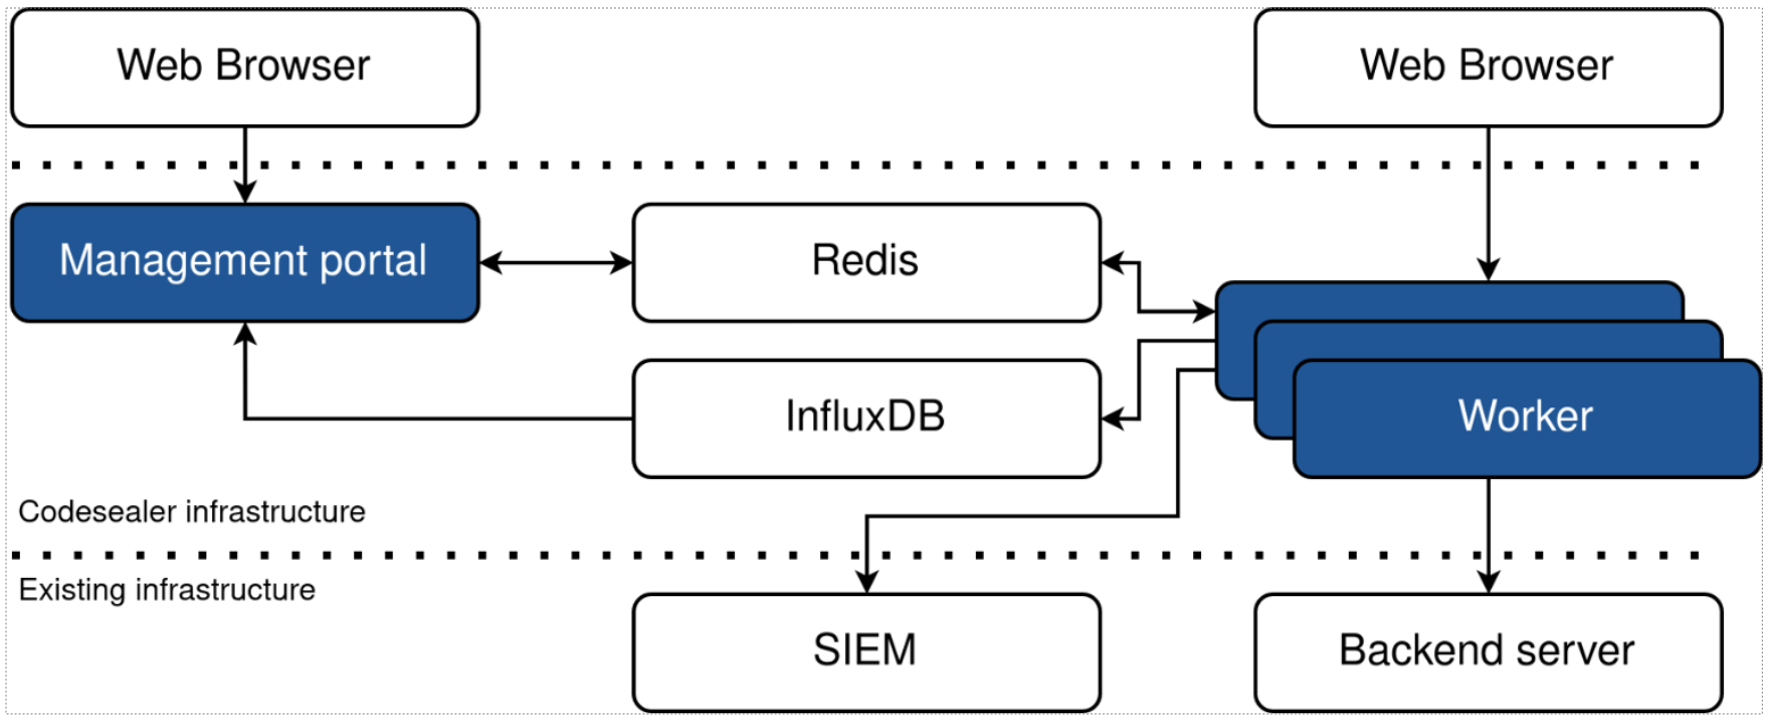 Web Browser
Web Browser
Management portal
Redis
InfluxDB
Worker
Codesealer infrastructure
Existing infrastructure
SIEM
Backend server